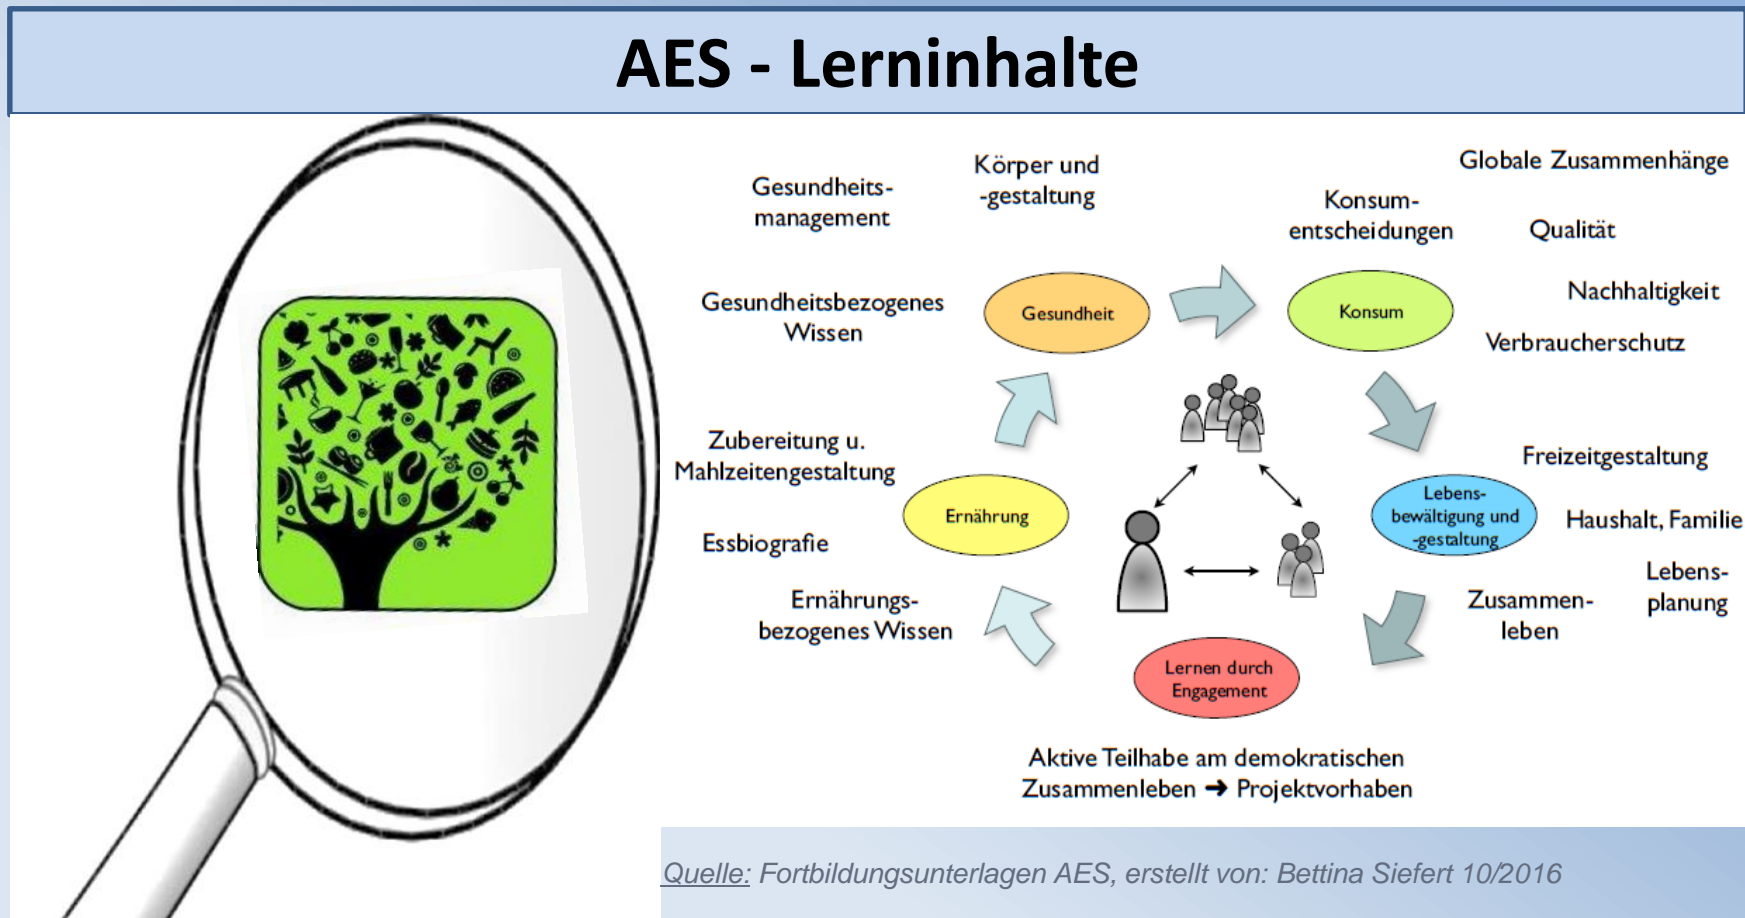 AES - Lerninhalte
Gesundheits-
management
Körper und
-gestaltung
Gesundheitsbezogenes
Wissen
Gesundheit
Konsum-
entscheidungen
Globale Zusammenhänge
Qualität
Nachhaltigkeit
Verbraucherschutz
Konsum
Zubereitung u.
Mahlzeitengestaltung
Essbiografie
Ernährungs-
bezogenes Wissen
Ernährung
Lebens-
bewältigung und
-gestaltung
Freizeitgestaltung
Haushalt, Familie
Lebens-
planung
Zusammen-
leben
Lernen durch
Engagement
Aktive Teilhabe am demokratischen
Zusammenleben ➔ Projektvorhaben
Quelle: Fortbildungsunterlagen AES, erstellt von: Bettina Siefert 10/2016